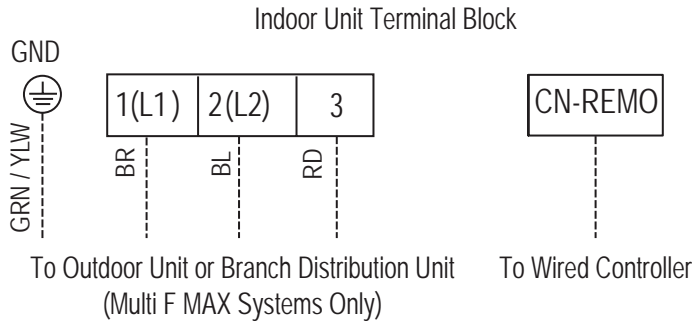 Indoor Unit Terminal Block
GND
1(L1)
2(L2)
3
CN-REMO
GRN / YLW
BR
BL
RD
To Outdoor Unit or Branch Distribution Unit
(Multi F MAX Systems Only)
To Wired Controller